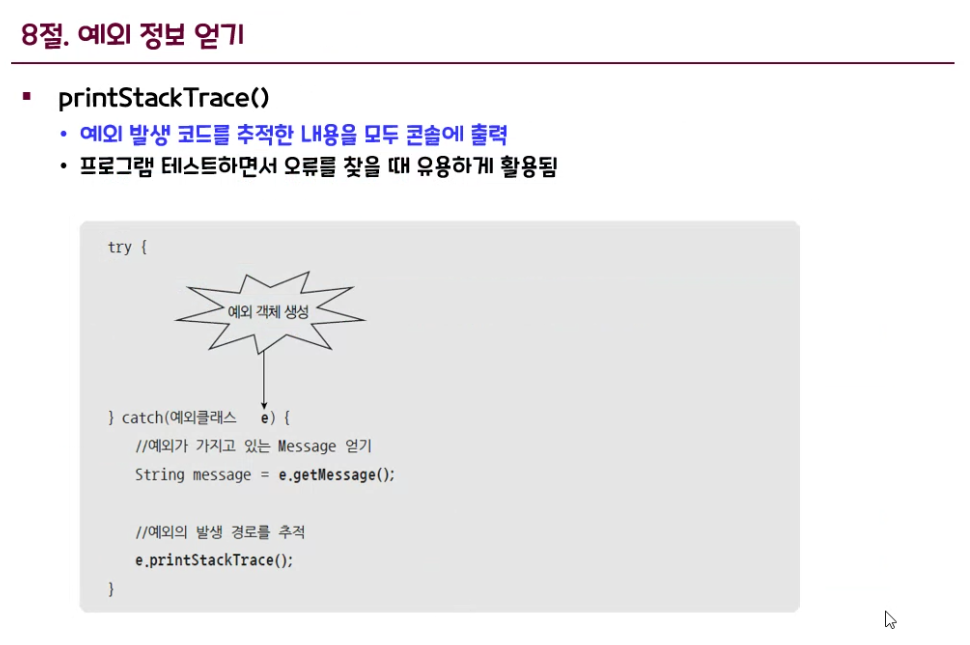 8절. 예외 정보 얻기
▪ printStackTrace()
• 예외 발생 코드를 추적한 내용을 모두 콘솔에 출력
• 프로그램 테스트하면서 오류를 찾을 때 유용하게 활용됨
try {
예외 객체 생성
} catch(예외클래스 e) {
//예외가 가지고 있는 Message 얻기
String message = e.getMessage();
//예외의 발생 경로를 추적
e.printStackTrace();
}